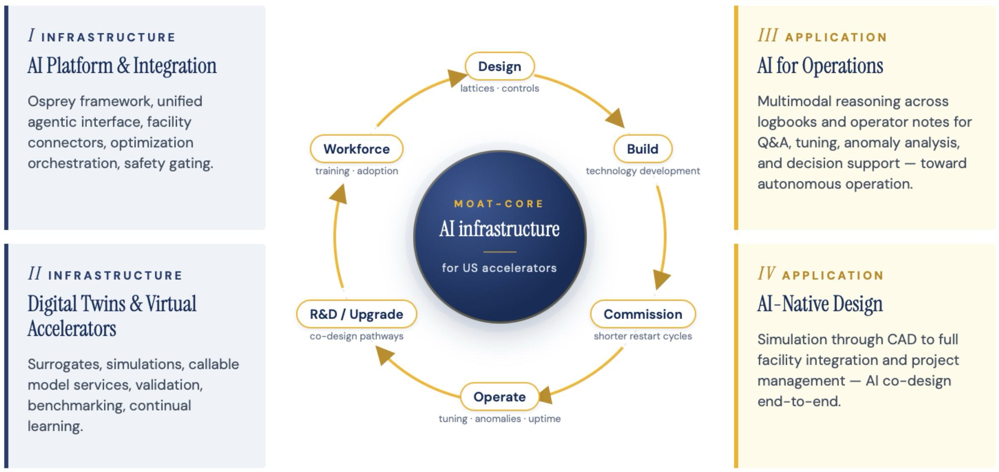 I INFRASTRUCTURE
AI Platform & Integration
Osprey framework, unified
agentic interface, facility
connectors, optimization
orchestration, safety gating.
II INFRASTRUCTURE
Digital Twins & Virtual
Accelerators
Surrogates, simulations, callable
model services, validation,
benchmarking, continual
learning.
Design
lattices · controls
Build
technology development
Commission
shorter restart cycles
Operate
tuning · anomalies · uptime
R&D / Upgrade
co-design pathways
Workforce
training · adoption
MOAT-CORE
AI infrastructure
for US accelerators
III APPLICATION
AI for Operations
Multimodal reasoning across
logbooks and operator notes for
Q&A, tuning, anomaly analysis,
and decision support — toward
autonomous operation.
IV APPLICATION
AI-Native Design
Simulation through CAD to full
facility integration and project
management — AI co-design
end-to-end.